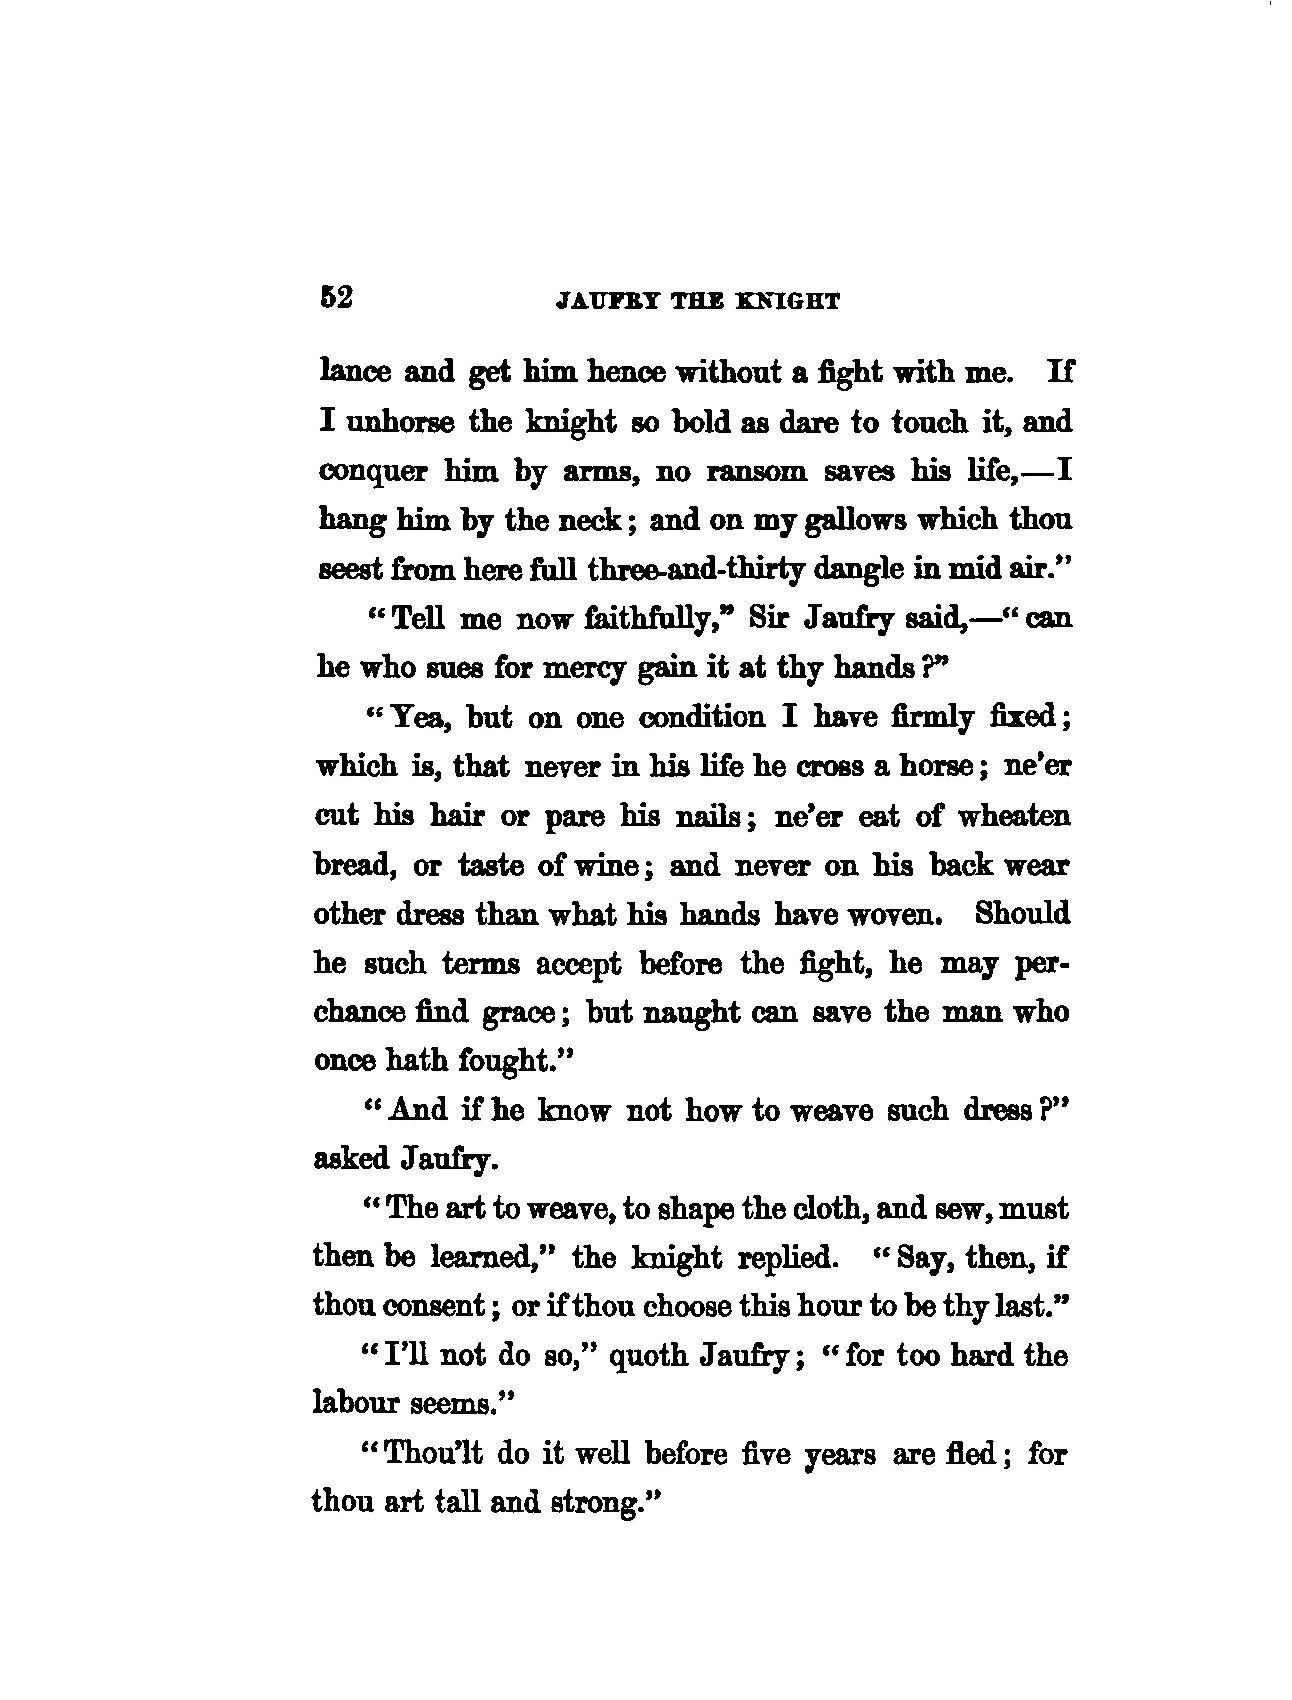 52 JAUFRY THE KNIGHT
lance and get him hence without a fight with me. If
I unhorse the knight so bold as dare to touch it, and
conquer him by arms, no ransom saves his life,—I
hang him by the neck; and on my gallows which thou
seest from here full three-and-thirty dangle in mid air."
"Tell me now faithfully," Sir Jaufry said,—"can
he who sues for mercy gain it at thy hands?"
"Yea, but on one condition I have firmly fixed;
which is, that never in his life he cross a horse; ne'er
cut his hair or pare his nails; ne'er eat of wheaten
bread, or taste of wine; and never on his back wear
other dress than what his hands have woven. Should
he such terms accept before the fight, he may per-
chance find grace; but naught can save the man who
once hath fought."
"And if he know not how to weave such dress?"
asked Jaufry.
"The art to weave, to shape the cloth, and sew, must
then be learned," the knight replied. "Say, then, if
thou consent; or if thou choose this hour to be thy last."
"I'll not do so," quoth Jaufry; "for too hard the
labour seems."
"Thou'lt do it well before five years are fled; for
thou art tall and strong."